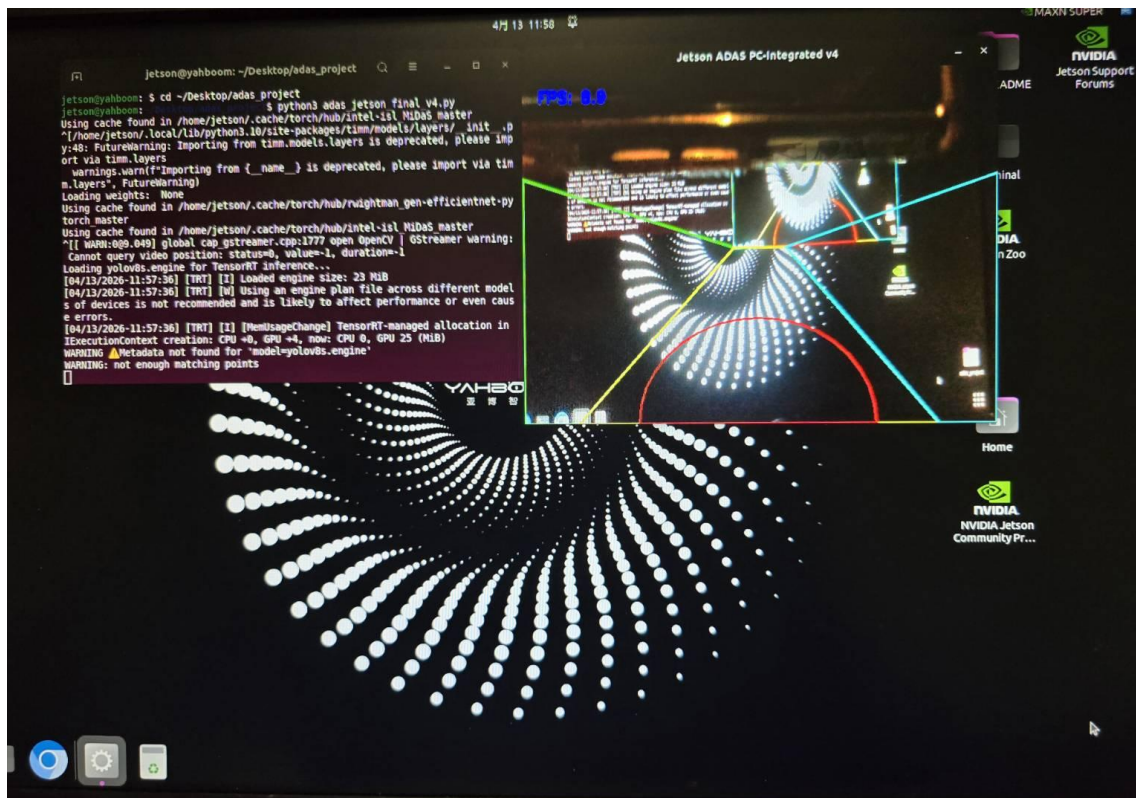 4月 13 11:58
MAXN SUPER
jetson@yahboom: ~/Desktop/adas_project
jetson@yahboom: $ cd ~/Desktop/adas_project
jetson@yahboom: $ python3 adas_jetson_final_v4.py
Using cache found in /home/jetson/.cache/torch/hub/intel-isl_MiDaS_master
^[/home/jetson/.local/lib/python3.10/site-packages/timm/models/layers/__init__.p
y:48: FutureWarning: Importing from timm.models.layers is deprecated, please imp
ort via timm.layers
warnings.warn(f"Importing from {__name__} is deprecated, please import via tim
m.layers", FutureWarning)
Loading weights: None
Using cache found in /home/jetson/.cache/torch/hub/rwightman_gen-efficientnet-py
torch_master
Using cache found in /home/jetson/.cache/torch/hub/intel-isl_MiDaS_master
^[[ WARN:0@9.049] global cap_gstreamer.cpp:1777 open OpenCV | GStreamer warning:
Cannot query video position: status=0, value=-1, duration=-1
Loading yolov8s.engine for TensorRT inference...
[04/13/2026-11:57:36] [TRT] [I] Loaded engine size: 23 MiB
[04/13/2026-11:57:36] [TRT] [W] Using an engine plan file across different model
s of devices is not recommended and is likely to affect performance or even caus
e errors.
[04/13/2026-11:57:36] [TRT] [I] [MemUsageChange] TensorRT-managed allocation in
IExecutionContext creation: CPU +0, GPU +4, now: CPU 0, GPU 25 (MiB)
WARNING ⚠️Metadata not found for 'model=yolov8s.engine'
WARNING: not enough matching points
Jetson ADAS PC-Integrated v4
YAHBO
亚 博 智
ADME
inal
DIA
n Zoo
Home
NVIDIA
Jetson Support
Forums
NVIDIA
NVIDIA Jetson
Community Pr...